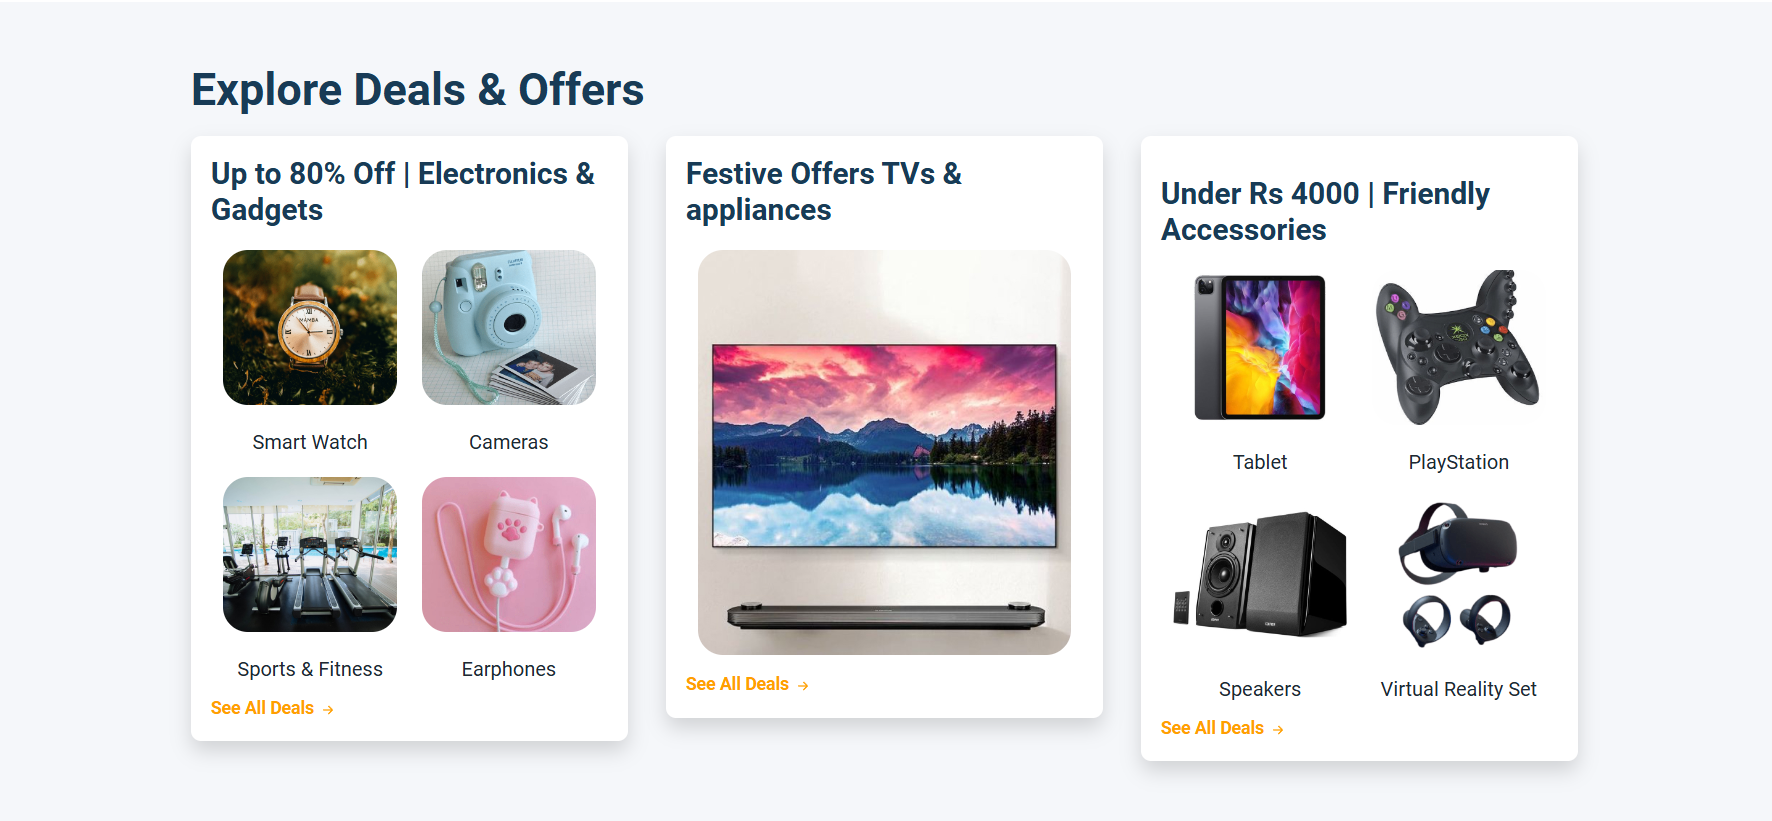 Explore Deals & Offers
Up to 80% Off | Electronics &
Gadgets
MAMBA
Smart Watch
Cameras
Sports & Fitness
Earphones
See All Deals →
Festive Offers TVs &
appliances
See All Deals →
Under Rs 4000 | Friendly
Accessories
Tablet
PlayStation
Speakers
Virtual Reality Set
See All Deals →